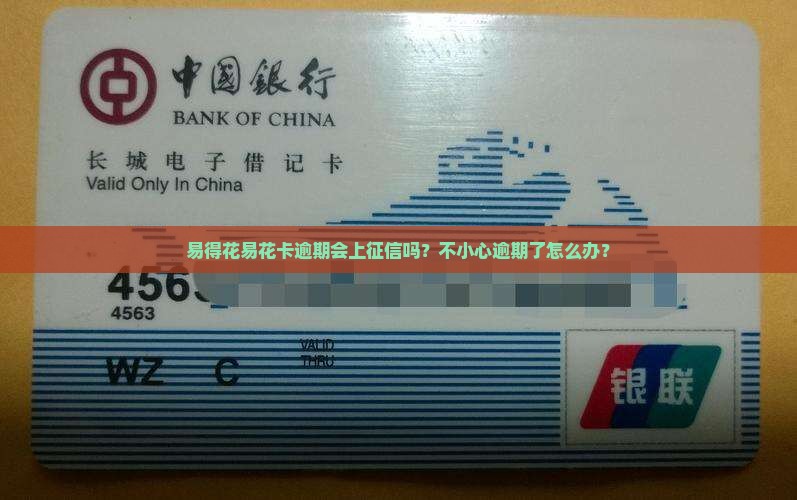 中國銀行
BANK OF CHINA
长城电子借记卡
Valid Only In China
易得花易花卡逾期会上征信吗？不小心逾期了怎么办？
456
4563
VALID
THRU
WZ C
银联